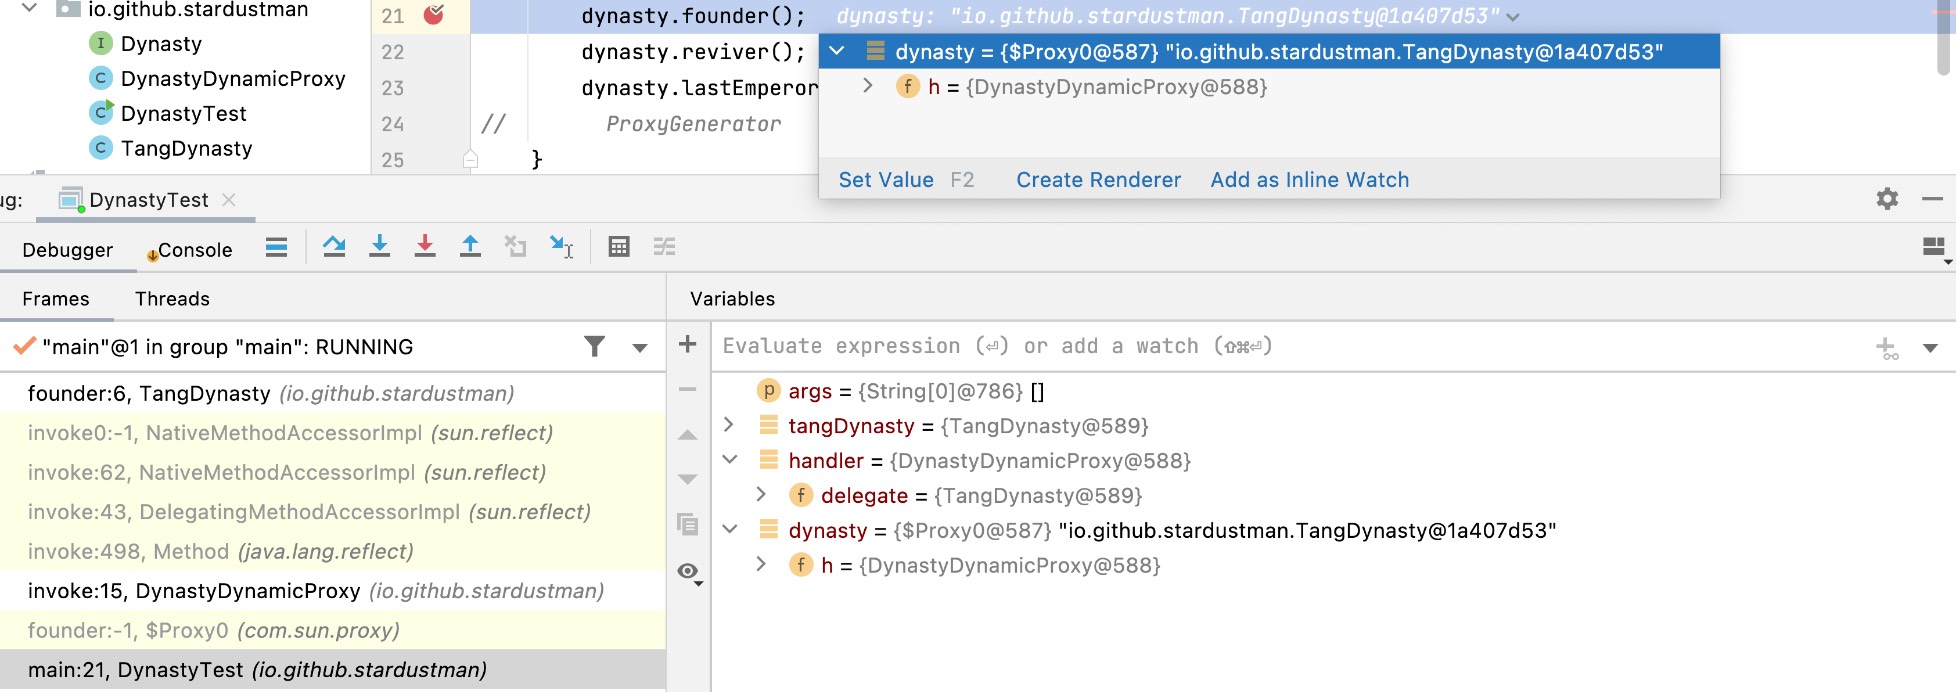 io.github.stardustman
I Dynasty
C DynastyDynamicProxy
C DynastyTest
C TangDynasty
21 dynasty.founder(); dynasty: "io.github.stardustman.TangDynasty@1a407d53"
22 dynasty.reviver();
23 dynasty.lastEmperor
24 // ProxyGenerator
25 }
dynasty = {$Proxy0@587} "io.github.stardustman.TangDynasty@1a407d53"
f h = {DynastyDynamicProxy@588}
Set Value F2 Create Renderer Add as Inline Watch
ug: DynastyTest
Debugger Console
Frames Threads
"main"@1 in group "main": RUNNING
founder:6, TangDynasty (io.github.stardustman)
invoke0:-1, NativeMethodAccessorImpl (sun.reflect)
invoke:62, NativeMethodAccessorImpl (sun.reflect)
invoke:43, DelegatingMethodAccessorImpl (sun.reflect)
invoke:498, Method (java.lang.reflect)
invoke:15, DynastyDynamicProxy (io.github.stardustman)
founder:-1, $Proxy0 (com.sun.proxy)
main:21, DynastyTest (io.github.stardustman)
Variables
Evaluate expression (⏎) or add a watch (⇧⌘⏎)
p args = {String[0]@786} []
tangDynasty = {TangDynasty@589}
handler = {DynastyDynamicProxy@588}
f delegate = {TangDynasty@589}
dynasty = {$Proxy0@587} "io.github.stardustman.TangDynasty@1a407d53"
f h = {DynastyDynamicProxy@588}